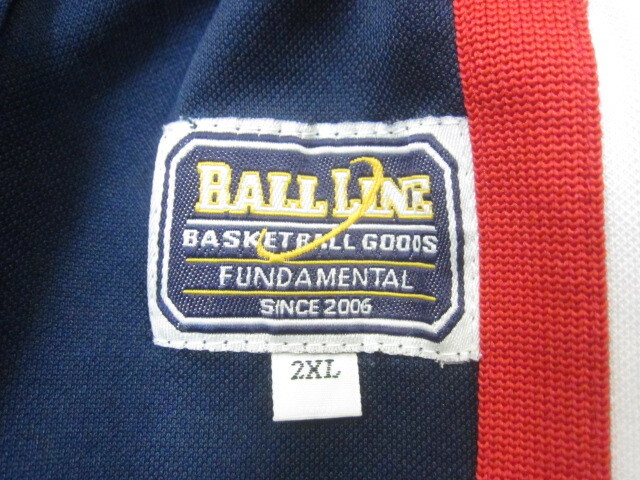 BALL LINE
BASKETBALL GOODS
FUNDAMENTAL
SINCE 2006
2XL